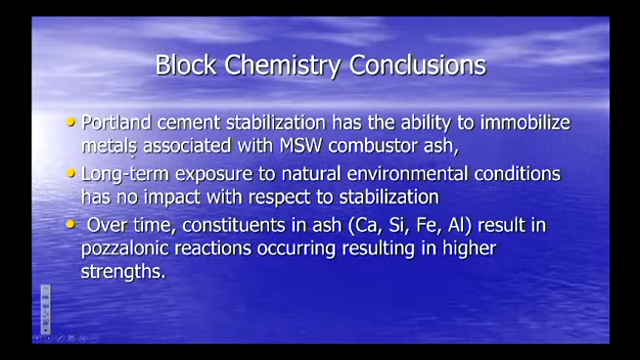 Block Chemistry Conclusions
Portland cement stabilization has the ability to immobilize
metals associated with MSW combustor ash,
Long-term exposure to natural environmental conditions
has no impact with respect to stabilization
Over time, constituents in ash (Ca, Si, Fe, Al) result in
pozzalonic reactions occurring resulting in higher
strengths.